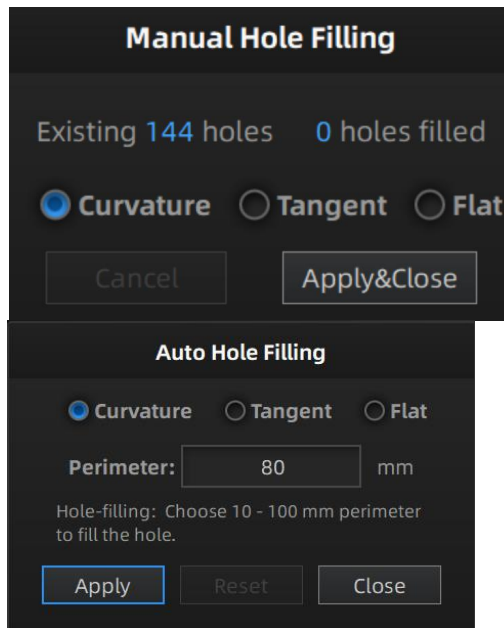 Manual Hole Filling
Existing 144 holes 0 holes filled
Curvature Tangent Flat
Cancel Apply&Close
Auto Hole Filling
Curvature Tangent Flat
Perimeter: 80 mm
Hole-filling: Choose 10 - 100 mm perimeter
to fill the hole.
Apply Reset Close